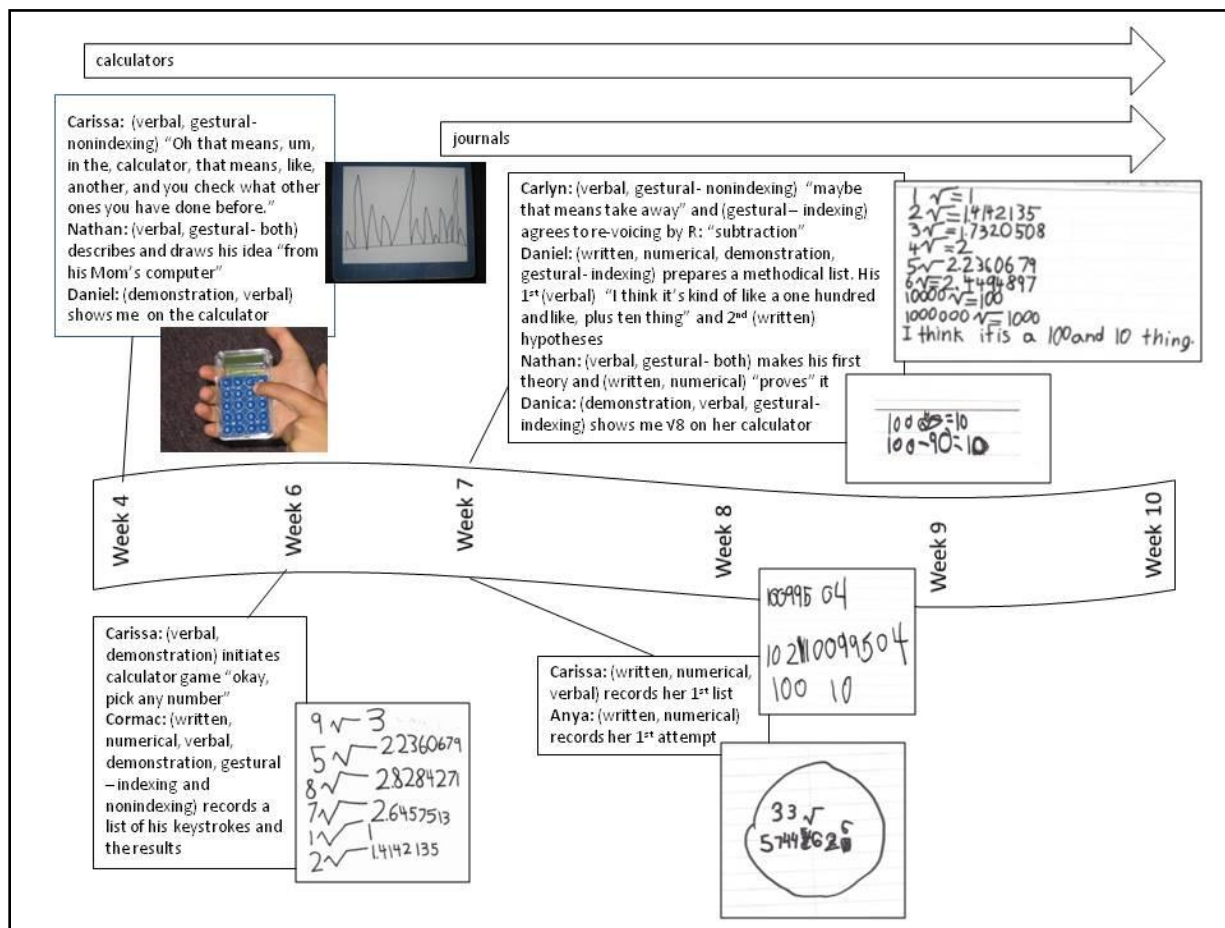 calculators
journals
Carissa: (verbal, gestural-
nonindexing) "Oh that means, um,
in the, calculator, that means, like,
another, and you check what other
ones you have done before."
Nathan: (verbal, gestural- both)
describes and draws his idea "from
his Mom's computer"
Daniel: (demonstration, verbal)
shows me on the calculator
Carlyn: (verbal, gestural- nonindexing) "maybe
that means take away" and (gestural– indexing)
agrees to re-voicing by R: "subtraction"
Daniel: (written, numerical, demonstration,
gestural- indexing) prepares a methodical list. His
1st (verbal) "I think it's kind of like a one hundred
and like, plus ten thing" and 2nd (written)
hypotheses
Nathan: (verbal, gestural- both) makes his first
theory and (written, numerical) "proves" it
Danica: (demonstration, verbal, gestural-
indexing) shows me √8 on her calculator
1 √=1
2 √=1.4142135
3 √=1.7320508
4 √=2
5 √2.2360679
6 √=2.4494897
10000 √=100
1000000 √=1000
I think it is a 100 and 10 thing.
100 =10
100-90=10
Week 4
Week 6
Week 7
Week 8
Week 9
Week 10
Carissa: (verbal,
demonstration) initiates
calculator game "okay,
pick any number"
Cormac: (written,
numerical, verbal,
demonstration, gestural
–indexing and
nonindexing) records a
list of his keystrokes and
the results
9 √ 3
5 √ 22360679
8 √ 2.8284271
7 √ 2.6457513
1 √ 1
2 √ 1.4142135
Carissa: (written, numerical,
verbal) records her 1st list
Anya: (written, numerical)
records her 1st attempt
100995 04
10099504
100 10
33 √